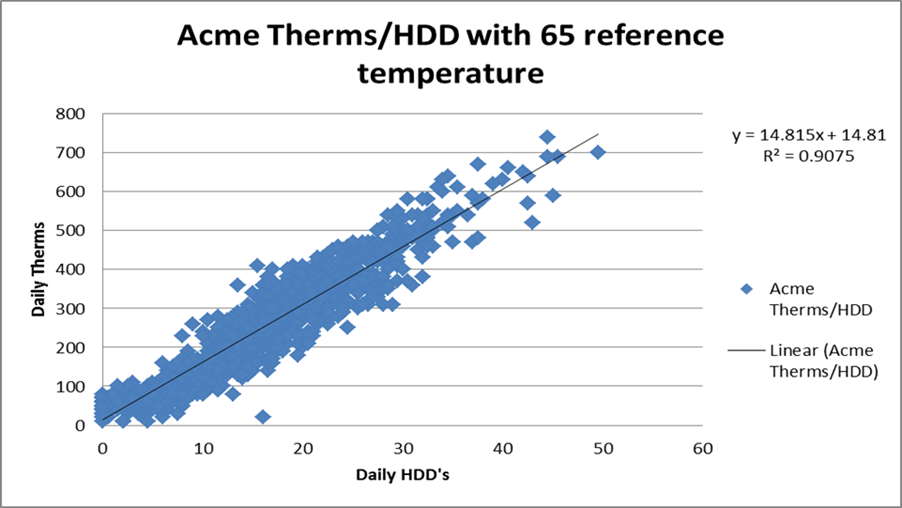 Acme Therms/HDD with 65 reference
temperature
800
700
600
500
400
300
200
100
0
Daily Therms
0 10 20 30 40 50 60
Daily HDD's
y = 14.815x + 14.81
R² = 0.9075
Acme
Therms/HDD
Linear (Acme
Therms/HDD)